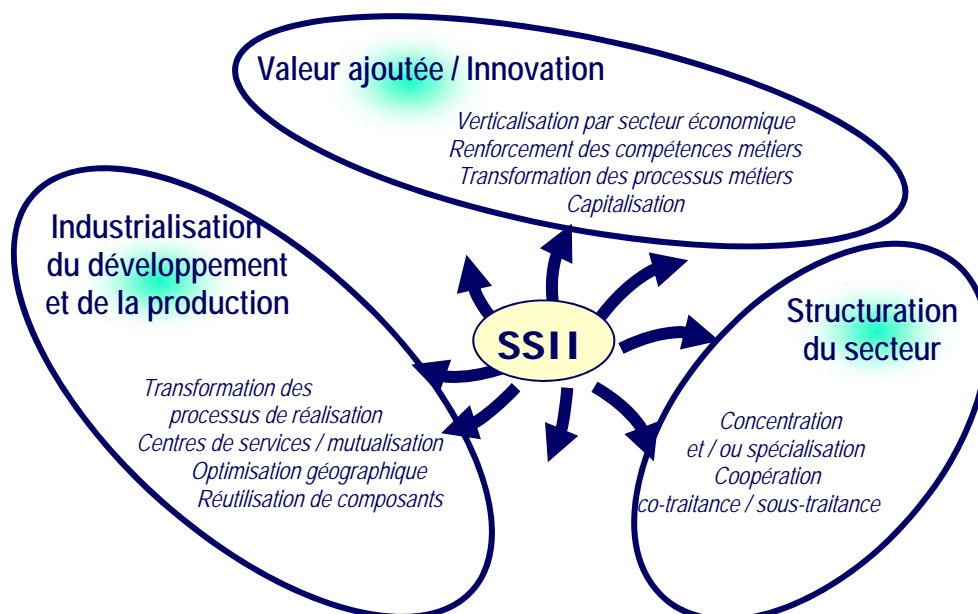 Valeur ajoutée / Innovation
Verticalisation par secteur économique
Renforcement des compétences métiers
Transformation des processus métiers
Capitalisation
Industrialisation
du développement
et de la production
Transformation des
processus de réalisation
Centres de services / mutualisation
Optimisation géographique
Réutilisation de composants
SSII
Structuration
du secteur
Concentration
et / ou spécialisation
Coopération
co-traitance / sous-traitance